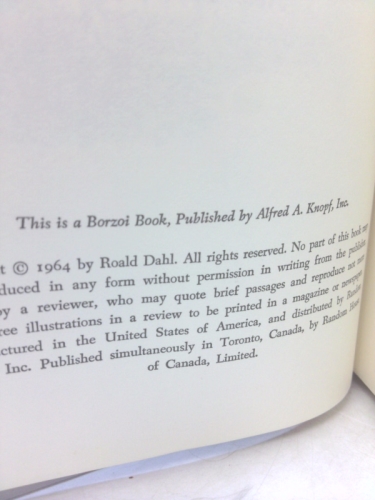 This is a Borzoi Book, Published by Alfred A. Knopf, Inc.
t © 1964 by Roald Dahl. All rights reserved. No part of this book
duced in any form without permission in writing from the
by a reviewer, who may quote brief passages and reproduce not
ree illustrations in a review to be printed in a magazine or newspaper.
ctured in the United States of America, and distributed by
Inc. Published simultaneously in Toronto, Canada, by Random
of Canada, Limited.